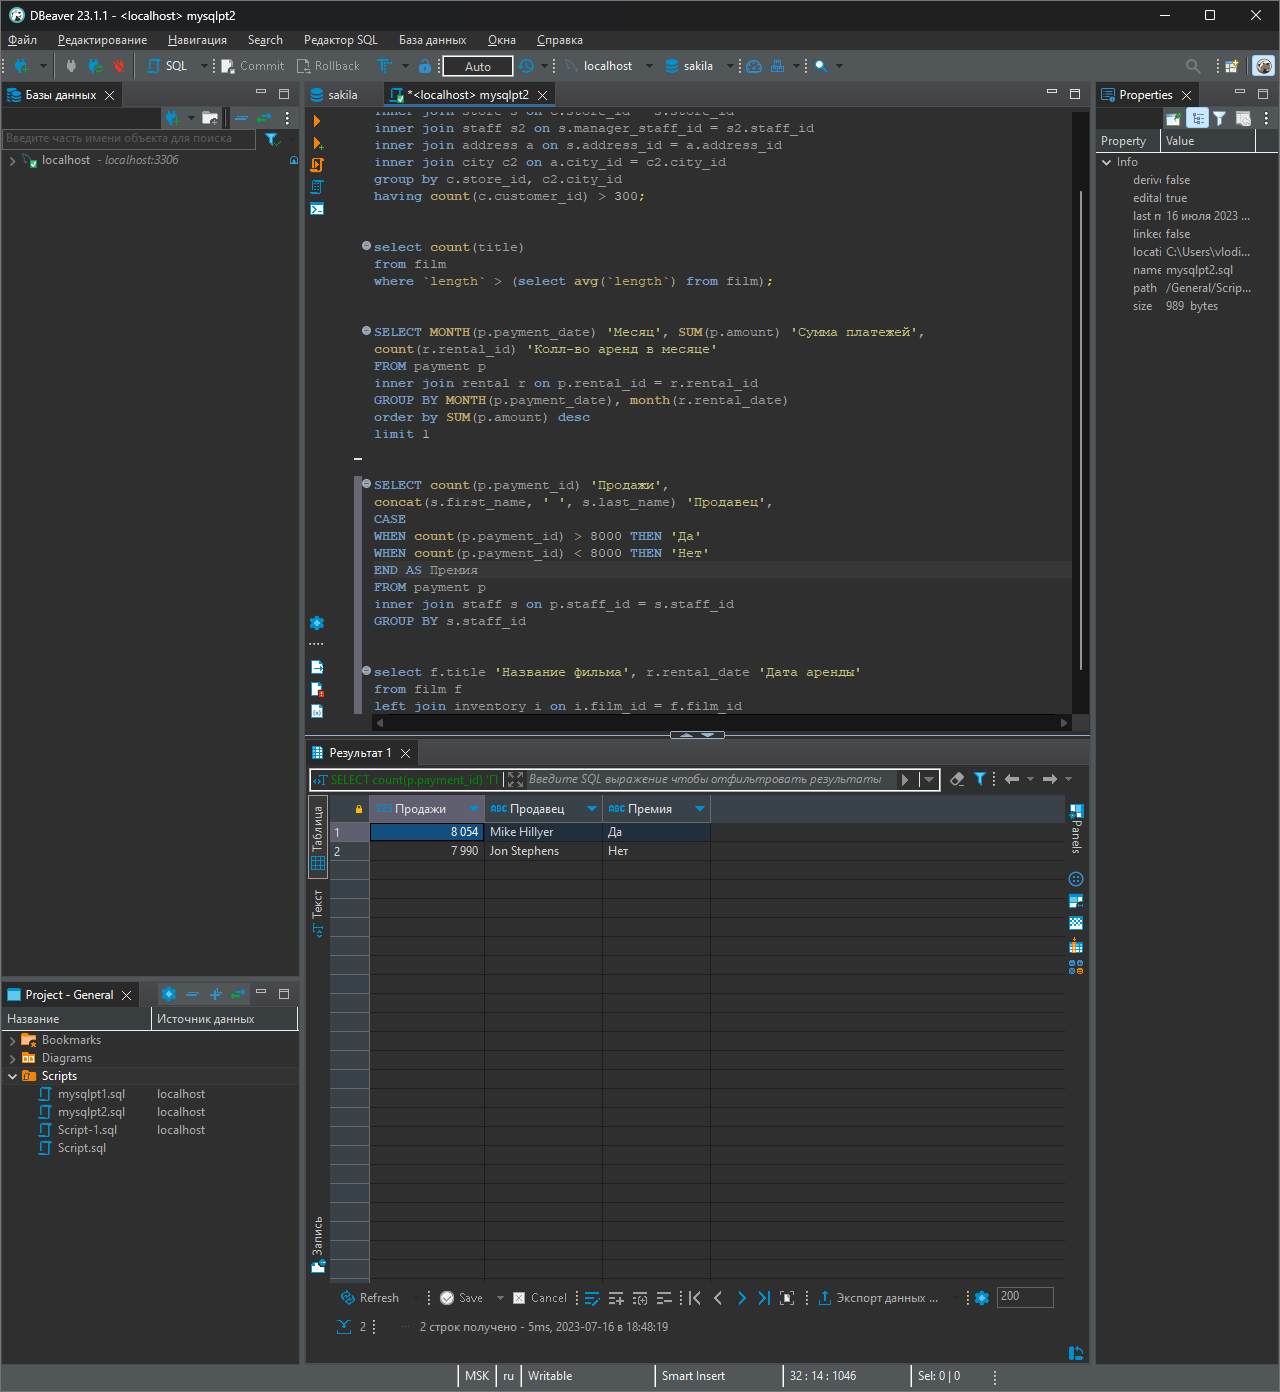 DBeaver 23.1.1 - <localhost> mysqlpt2
Файл Редактирование Навигация Search Редактор SQL База данных Окна Справка
SQL Commit Rollback Auto localhost sakila
Базы данных
Введите часть имени объекта для поиска
localhost - localhost:3306
sakila *<localhost> mysqlpt2
inner join store s on c.store_id = s.store_id
inner join staff s2 on s.manager_staff_id = s2.staff_id
inner join address a on s.address_id = a.address_id
inner join city c2 on a.city_id = c2.city_id
group by c.store_id, c2.city_id
having count(c.customer_id) > 300;
select count(title)
from film
where `length` > (select avg(`length`) from film);
SELECT MONTH(p.payment_date) 'Месяц', SUM(p.amount) 'Сумма платежей',
count(r.rental_id) 'Колл-во аренд в месяце'
FROM payment p
inner join rental r on p.rental_id = r.rental_id
GROUP BY MONTH(p.payment_date), month(r.rental_date)
order by SUM(p.amount) desc
limit 1
SELECT count(p.payment_id) 'Продажи',
concat(s.first_name, ' ', s.last_name) 'Продавец',
CASE
WHEN count(p.payment_id) > 8000 THEN 'Да'
WHEN count(p.payment_id) < 8000 THEN 'Нет'
END AS Премия
FROM payment p
inner join staff s on p.staff_id = s.staff_id
GROUP BY s.staff_id
select f.title 'Название фильма', r.rental_date 'Дата аренды'
from film f
left join inventory i on i.film_id = f.film_id
Properties
Property Value
Info
deriv false
edital true
last m 16 июля 2023 ...
linked false
locati C:\Users\vlodi...
name mysqlpt2.sql
path /General/Scrip...
size 989 bytes
Результат 1
SELECT count(p.payment_id) 'П Введите SQL выражение чтобы отфильтровать результаты
Таблица
Текст
Запись
123 Продажи ABC Продавец ABC Премия
1 8 054 Mike Hillyer Да
2 7 990 Jon Stephens Нет
Panels
Refresh Save Cancel Экспорт данных ... 200
2 2 строк получено - 5ms, 2023-07-16 в 18:48:19
Project - General
Название Источник данных
Bookmarks
Diagrams
Scripts
mysqlpt1.sql localhost
mysqlpt2.sql localhost
Script-1.sql localhost
Script.sql
MSK ru Writable Smart Insert 32 : 14 : 1046 Sel: 0 | 0